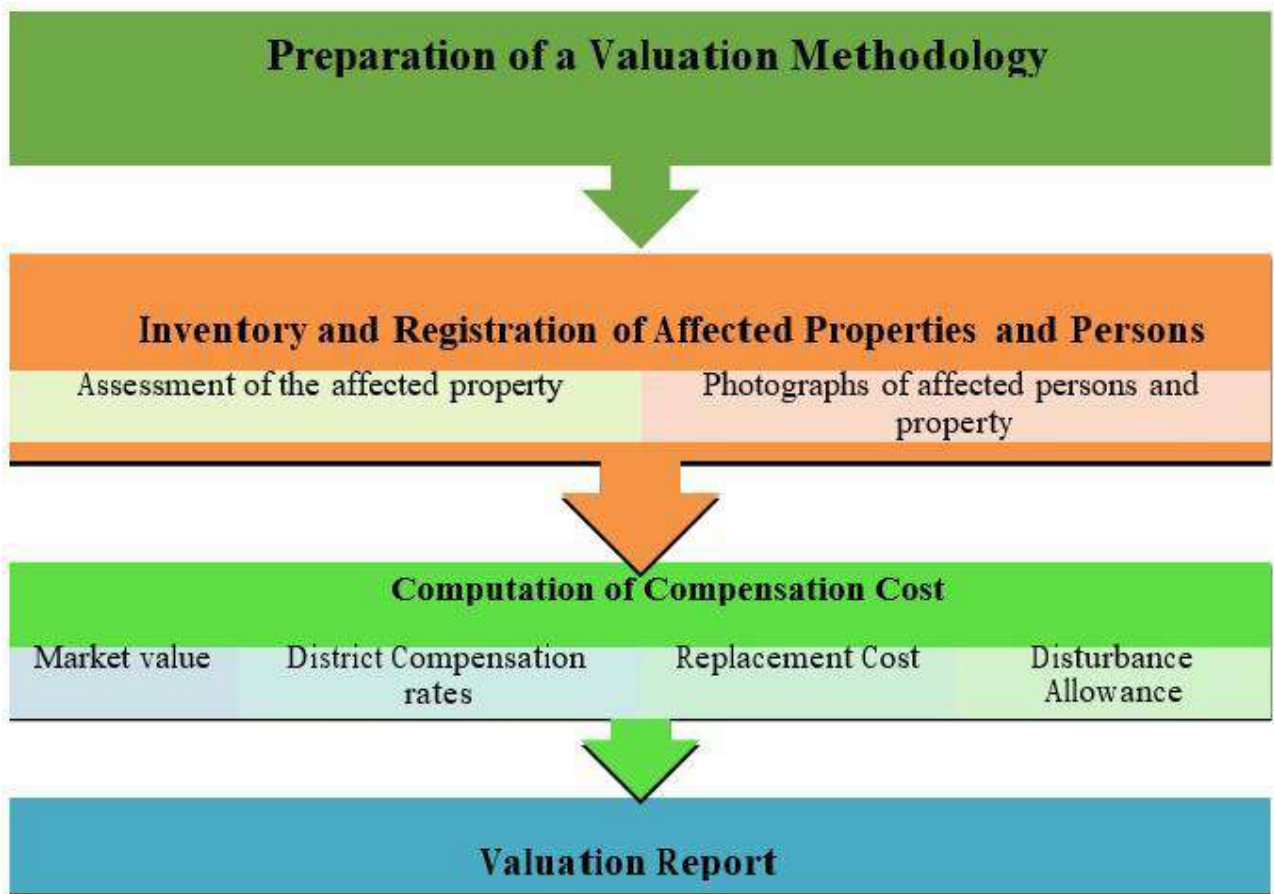 Preparation of a Valuation Methodology
Inventory and Registration of Affected Properties and Persons
Assessment of the affected property
Photographs of affected persons and
property
Computation of Compensation Cost
Market value
District Compensation
rates
Replacement Cost
Disturbance
Allowance
Valuation Report